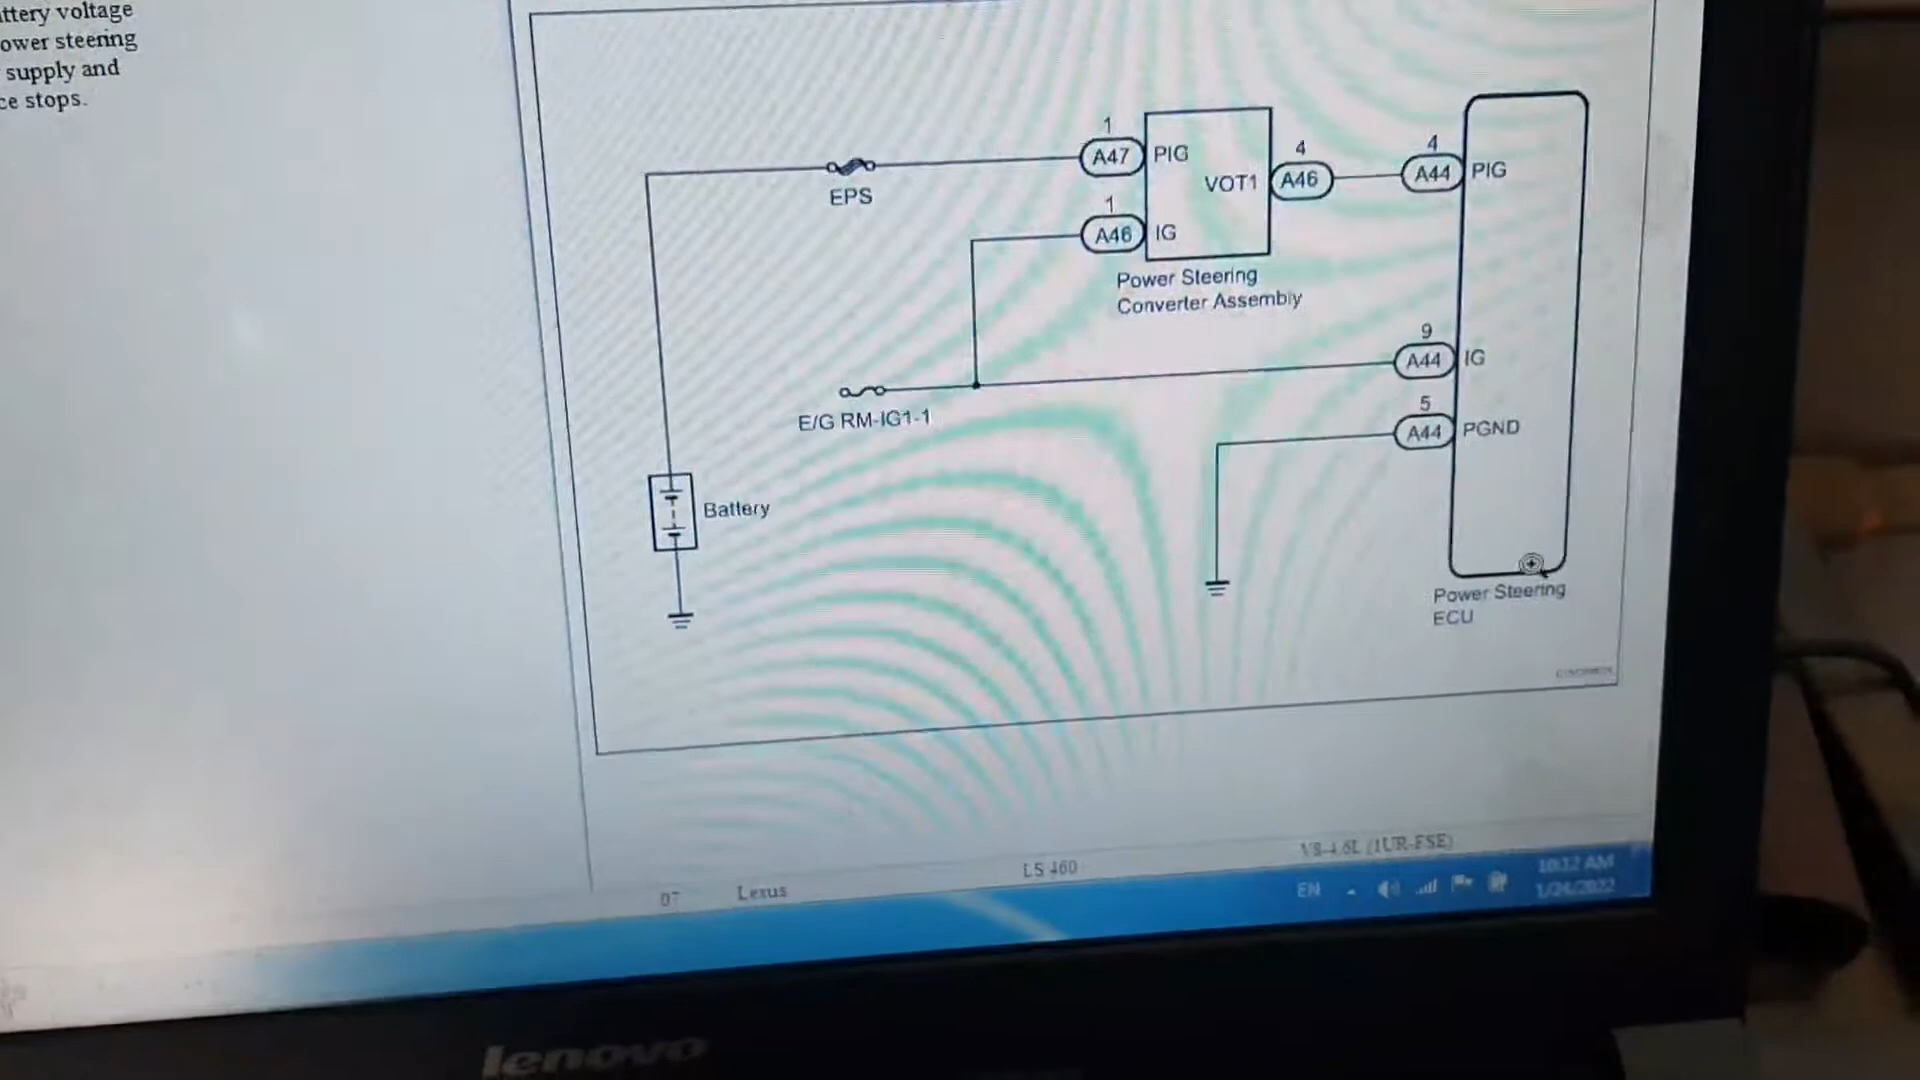 ttery voltage
ower steering
supply and
ce stops.
1
A47
PIG
EPS
VOT1
4
A46
4
A44
PIG
1
A46
IG
Power Steering
Converter Assembly
9
A44
IG
E/G RM-IG1-1
5
A44
PGND
Battery
Power Steering
ECU
07
Lexus
LS 460
V8-4.6L (1UR-FSE)
EN
10:12 AM
1/24/2022
lenovo